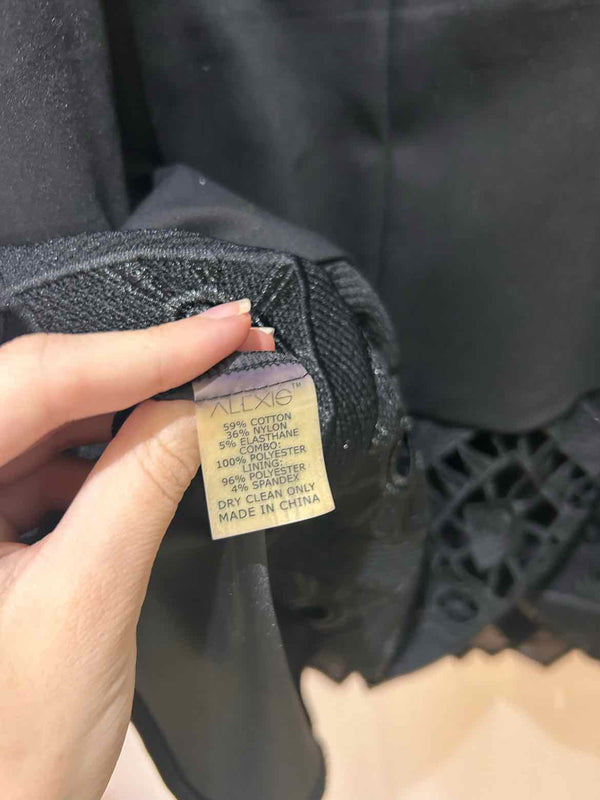 ALEXIS™
59% COTTON
36% NYLON
5% ELASTHANE
COMBO:
100% POLYESTER
LINING:
96% POLYESTER
4% SPANDEX
DRY CLEAN ONLY
MADE IN CHINA